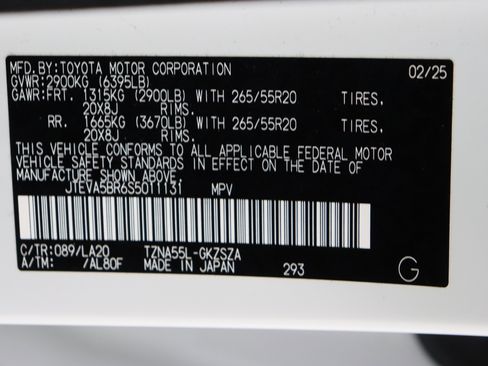 MFD.BY:TOYOTA MOTOR CORPORATION 02/25
GVWR:2900KG (6395LB)
GAWR:FRT. 1315KG (2900LB) WITH 265/55R20 TIRES,
20X8J RIMS.
RR. 1665KG (3670LB) WITH 265/55R20 TIRES,
20X8J RIMS.
THIS VEHICLE CONFORMS TO ALL APPLICABLE FEDERAL MOTOR
VEHICLE SAFETY STANDARDS IN EFFECT ON THE DATE OF
MANUFACTURE SHOWN ABOVE.
JTEVA5BR6S5011131 MPV
C/TR:089/LA20 TZNA55L-GKZSZA
A/TM: /AL80F MADE IN JAPAN 293 G